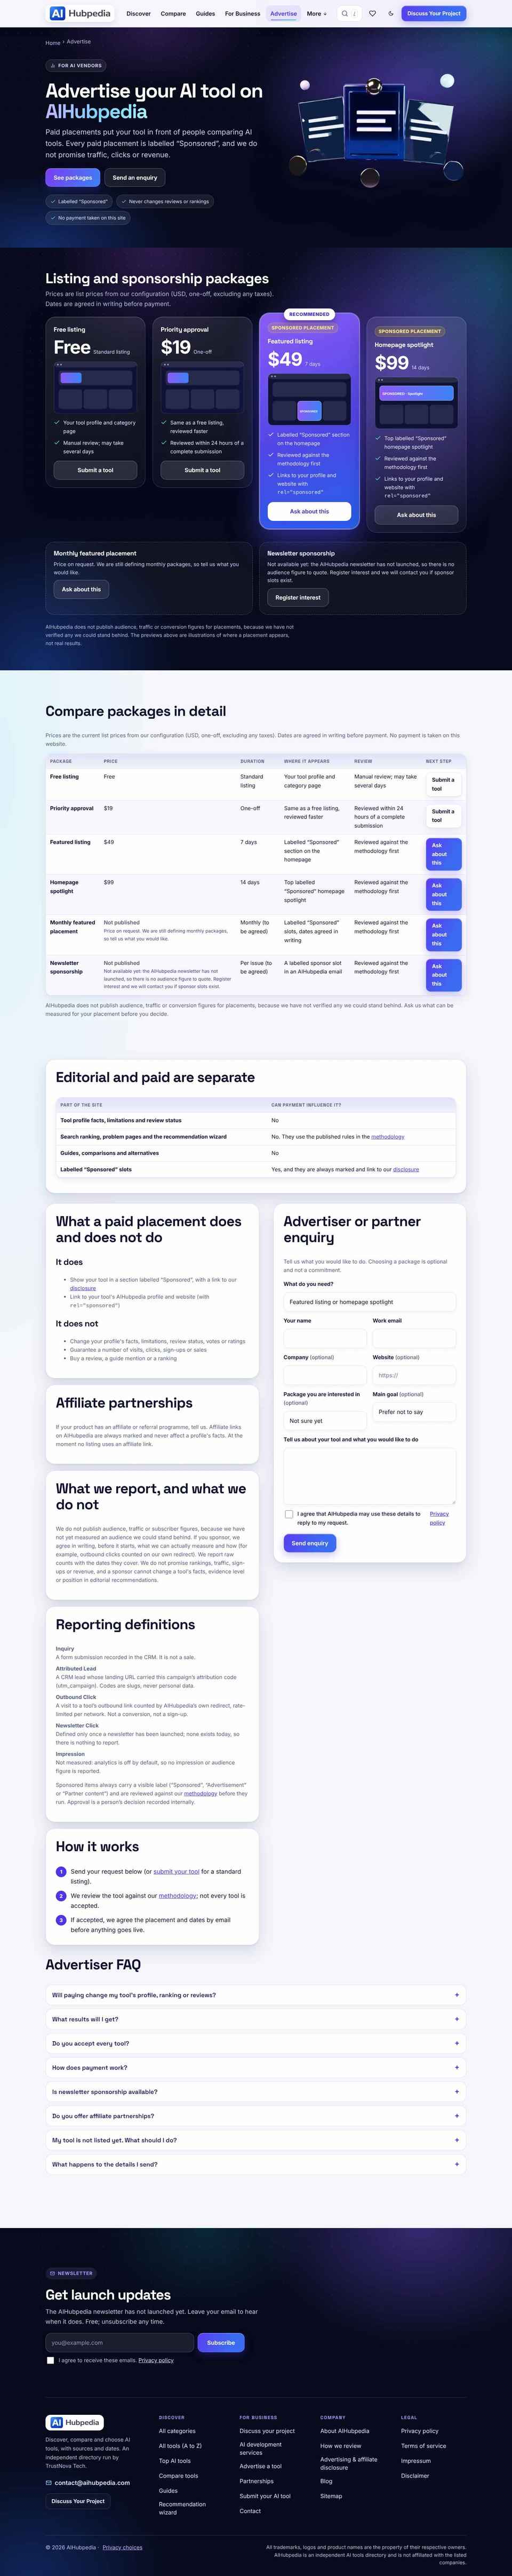 AI Hubpedia
Discover Compare Guides For Business Advertise More
Discuss Your Project
Home › Advertise
FOR AI VENDORS
Advertise your AI tool on
AIHubpedia
Paid placements put your tool in front of people comparing AI
tools. Every paid placement is labelled “Sponsored”, and we do
not promise traffic, clicks or revenue.
See packages Send an enquiry
Labelled “Sponsored” Never changes reviews or rankings
No payment taken on this site
Listing and sponsorship packages
Prices are list prices from our configuration (USD, one-off, excluding any taxes).
Dates are agreed in writing before payment.
Free listing
Free Standard listing
Your tool profile and category
page
Manual review; may take
several days
Submit a tool
Priority approval
$19 One-off
Same as a free listing,
reviewed faster
Reviewed within 24 hours of a
complete submission
Submit a tool
RECOMMENDED
SPONSORED PLACEMENT
Featured listing
$49 7 days
SPONSORED
Labelled “Sponsored” section
on the homepage
Reviewed against the
methodology first
Links to your profile and
website with
rel="sponsored"
Ask about this
SPONSORED PLACEMENT
Homepage spotlight
$99 14 days
SPONSORED · Spotlight
Top labelled “Sponsored”
homepage spotlight
Reviewed against the
methodology first
Links to your profile and
website with
rel="sponsored"
Ask about this
Monthly featured placement
Price on request. We are still defining monthly packages, so tell us what you
would like.
Ask about this
Newsletter sponsorship
Not available yet: the AIHubpedia newsletter has not launched, so there is no
audience figure to quote. Register interest and we will contact you if sponsor
slots exist.
Register interest
AIHubpedia does not publish audience, traffic or conversion figures for placements, because we have not
verified any we could stand behind. The previews above are illustrations of where a placement appears,
not real results.
Compare packages in detail
Prices are the current list prices from our configuration (USD, one-off, excluding any taxes). Dates are agreed in writing before payment. No payment is taken on this
website.
PACKAGE PRICE DURATION WHERE IT APPEARS REVIEW NEXT STEP
Free listing Free Standard listing Your tool profile and category page Manual review; may take several days Submit a tool
Priority approval $19 One-off Same as a free listing, reviewed faster Reviewed within 24 hours of a complete submission Submit a tool
Featured listing $49 7 days Labelled “Sponsored” section on the homepage Reviewed against the methodology first Ask about this
Homepage spotlight $99 14 days Top labelled “Sponsored” homepage spotlight Reviewed against the methodology first Ask about this
Monthly featured placement Not published Price on request. We are still defining monthly packages, so tell us what you would like. Monthly (to be agreed) Labelled “Sponsored” slots, dates agreed in writing Reviewed against the methodology first Ask about this
Newsletter sponsorship Not published Not available yet: the AIHubpedia newsletter has not launched, so there is no audience figure to quote. Register interest and we will contact you if sponsor slots exist. Per issue (to be agreed) A labelled sponsor slot in an AIHubpedia email Reviewed against the methodology first Ask about this
AIHubpedia does not publish audience, traffic or conversion figures for placements, because we have not verified any we could stand behind. Ask us what can be
measured for your placement before you decide.
Editorial and paid are separate
PART OF THE SITE CAN PAYMENT INFLUENCE IT?
Tool profile facts, limitations and review status No
Search ranking, problem pages and the recommendation wizard No. They use the published rules in the methodology
Guides, comparisons and alternatives No
Labelled “Sponsored” slots Yes, and they are always marked and link to our disclosure
What a paid placement does
and does not do
It does
Show your tool in a section labelled “Sponsored”, with a link to our
disclosure
Link to your tool's AIHubpedia profile and website (with
rel="sponsored")
It does not
Change your profile's facts, limitations, review status, votes or ratings
Guarantee a number of visits, clicks, sign-ups or sales
Buy a review, a guide mention or a ranking
Affiliate partnerships
If your product has an affiliate or referral programme, tell us. Affiliate links
on AIHubpedia are always marked and never affect a profile's facts. At the
moment no listing uses an affiliate link.
What we report, and what we
do not
We do not publish audience, traffic or subscriber figures, because we have
not yet measured an audience we could stand behind. If you sponsor, we
agree in writing, before it starts, what we can actually measure and how (for
example, outbound clicks counted on our own redirect). We report raw
counts with the dates they cover. We do not promise rankings, traffic, sign-
ups or revenue, and a sponsor cannot change a tool's facts, evidence level
or position in editorial recommendations.
Reporting definitions
Inquiry
A form submission recorded in the CRM. It is not a sale.
Attributed Lead
A CRM lead whose landing URL carried this campaign's attribution code
(utm_campaign). Codes are slugs, never personal data.
Outbound Click
A visit to a tool's outbound link counted by AIHubpedia's own redirect, rate-
limited per network. Not a conversion, not a sign-up.
Newsletter Click
Defined only once a newsletter has been launched; none exists today, so
there is nothing to report.
Impression
Not measured: analytics is off by default, so no impression or audience
figure is reported.
Sponsored items always carry a visible label (“Sponsored”, “Advertisement”
or “Partner content”) and are reviewed against our methodology before they
run. Approval is a person's decision recorded internally.
How it works
1 Send your request below (or submit your tool for a standard
listing).
2 We review the tool against our methodology; not every tool is
accepted.
3 If accepted, we agree the placement and dates by email
before anything goes live.
Advertiser or partner
enquiry
Tell us what you would like to do. Choosing a package is optional
and not a commitment.
What do you need?
Featured listing or homepage spotlight
Your name Work email
Company (optional) Website (optional)
https://
Package you are interested in (optional) Main goal (optional)
Not sure yet Prefer not to say
Tell us about your tool and what you would like to do
I agree that AIHubpedia may use these details to
reply to my request.
Privacy
policy
Send enquiry
Advertiser FAQ
Will paying change my tool's profile, ranking or reviews? +
What results will I get? +
Do you accept every tool? +
How does payment work? +
Is newsletter sponsorship available? +
Do you offer affiliate partnerships? +
My tool is not listed yet. What should I do? +
What happens to the details I send? +
NEWSLETTER
Get launch updates
The AIHubpedia newsletter has not launched yet. Leave your email to hear
when it does. Free; unsubscribe any time.
you@example.com Subscribe
I agree to receive these emails. Privacy policy
AI Hubpedia
Discover, compare and choose AI
tools, with sources and dates. An
independent directory run by
TrustNova Tech.
contact@aihubpedia.com
Discuss Your Project
DISCOVER
All categories
All tools (A to Z)
Top AI tools
Compare tools
Guides
Recommendation
wizard
FOR BUSINESS
Discuss your project
AI development
services
Advertise a tool
Partnerships
Submit your AI tool
Contact
COMPANY
About AIHubpedia
How we review
Advertising & affiliate
disclosure
Blog
Sitemap
LEGAL
Privacy policy
Terms of service
Impressum
Disclaimer
© 2026 AIHubpedia · Privacy choices
All trademarks, logos and product names are the property of their respective owners.
AIHubpedia is an independent AI tools directory and is not affiliated with the listed
companies.